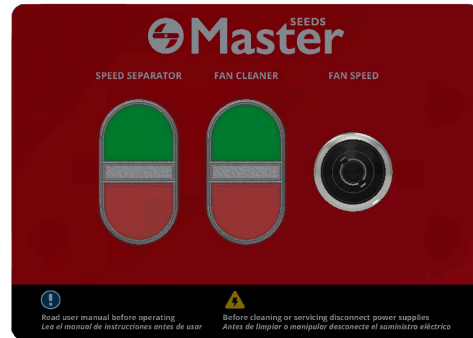 SEEDS
Master
SPEED SEPARATOR FAN CLEANER FAN SPEED
Read user manual before operating
Lea el manual de instrucciones antes de usar
Before cleaning or servicing disconnect power supplies
Antes de limpiar o manipular desconecte el suministro eléctrico